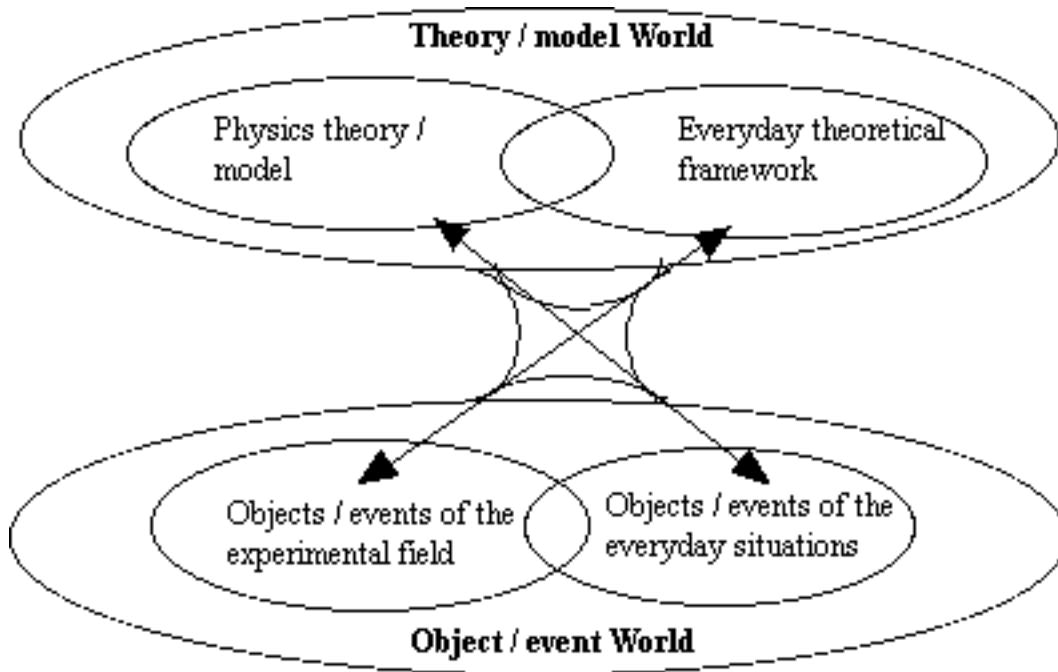 Theory / model World
Physics theory /
model
Everyday theoretical
framework
Objects / events of the
experimental field
Objects / events of the
everyday situations
Object / event World